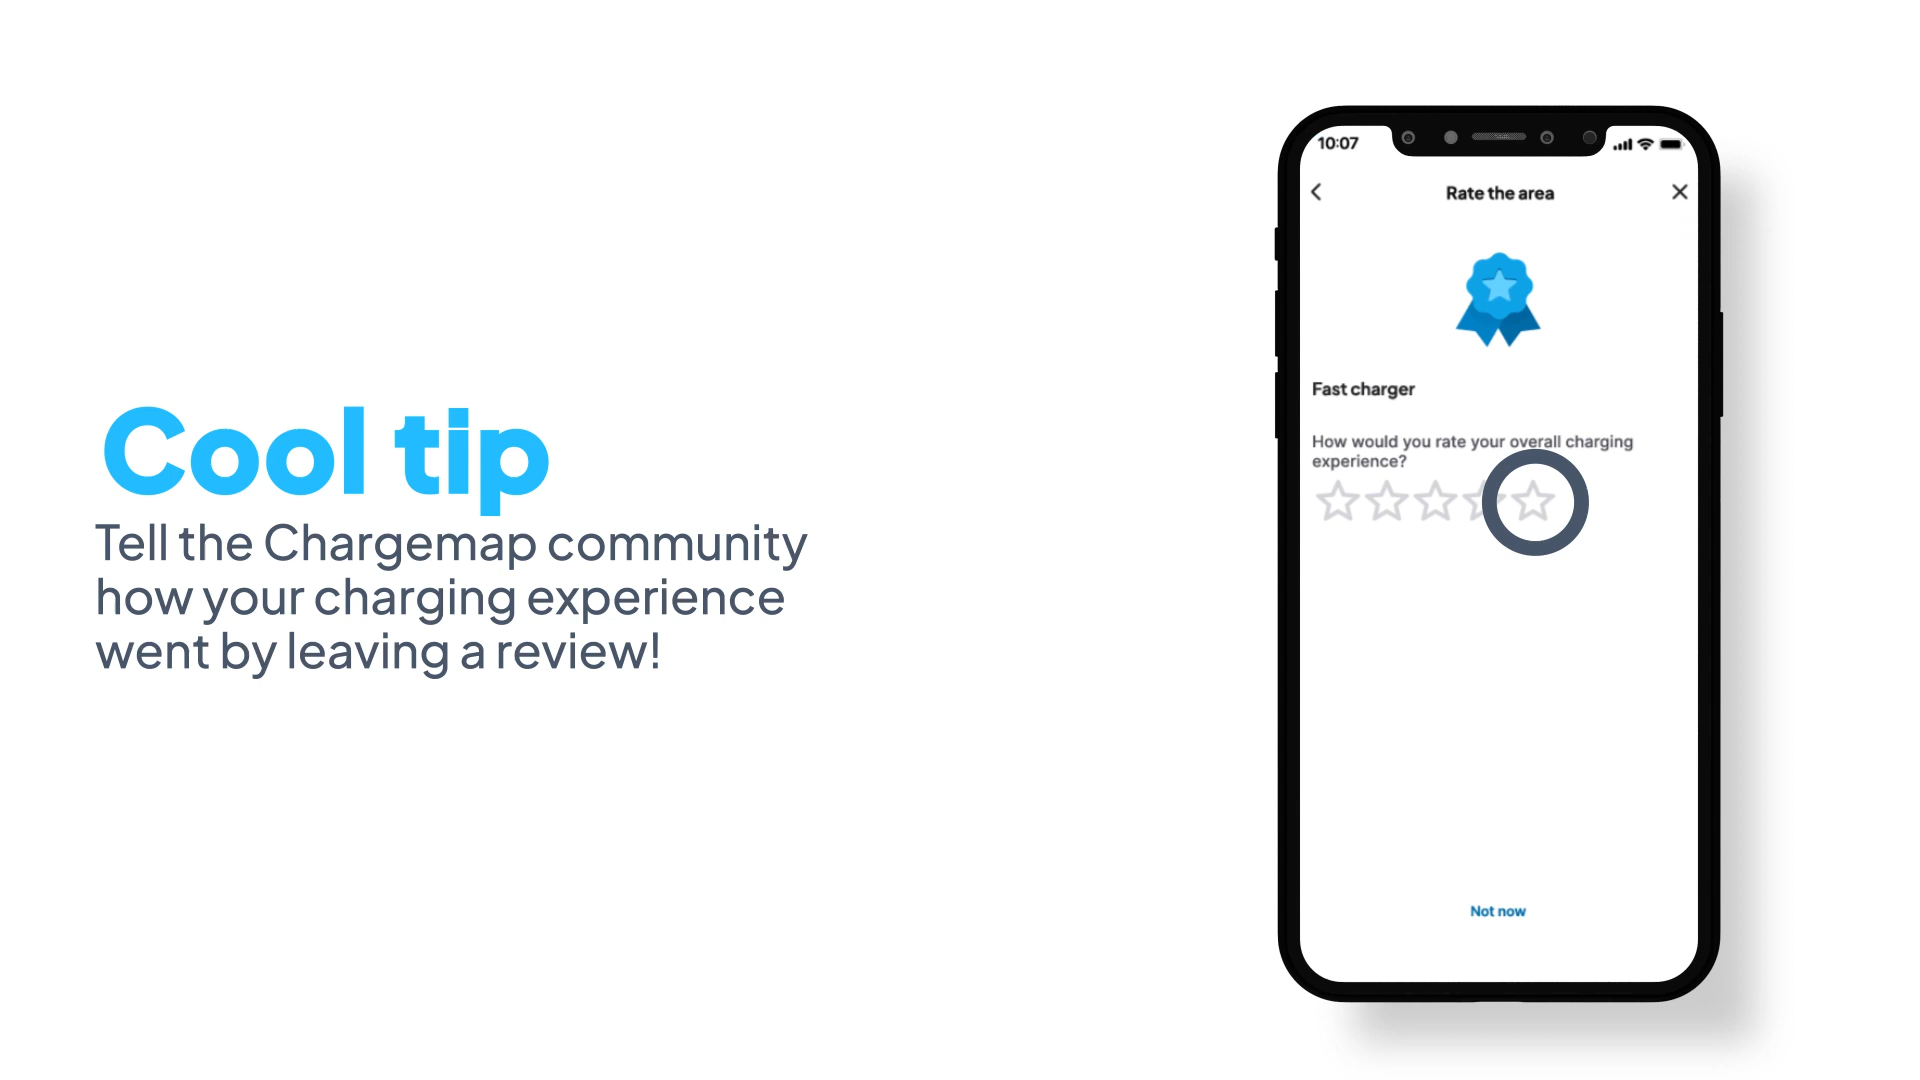 Cool tip
Tell the Chargemap community
how your charging experience
went by leaving a review!
10:07
Rate the area
Fast charger
How would you rate your overall charging
experience?
Not now